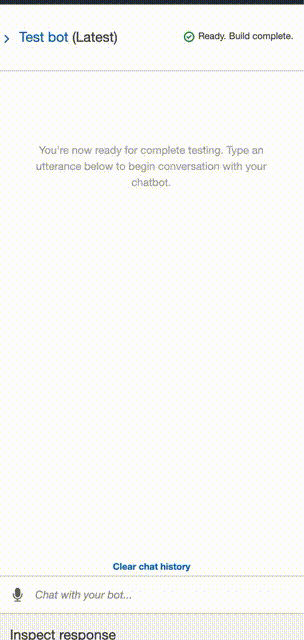 Test bot (Latest)
Ready. Build complete.
You're now ready for complete testing. Type an
utterance below to begin conversation with your
chatbot.
Clear chat history
Chat with your bot...
Inspect response